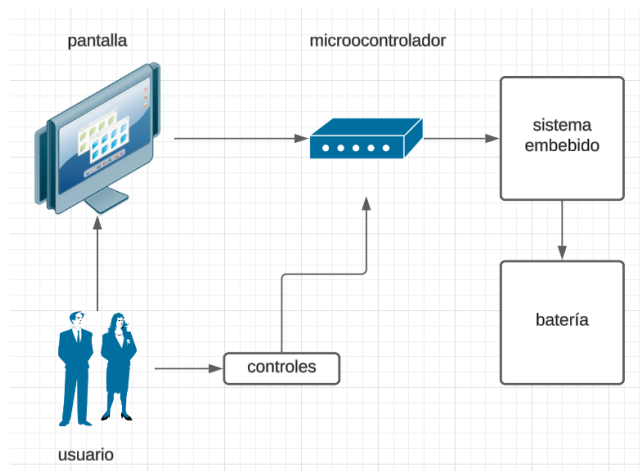 pantalla
microocontrolador
sistema
embebido
batería
controles
usuario